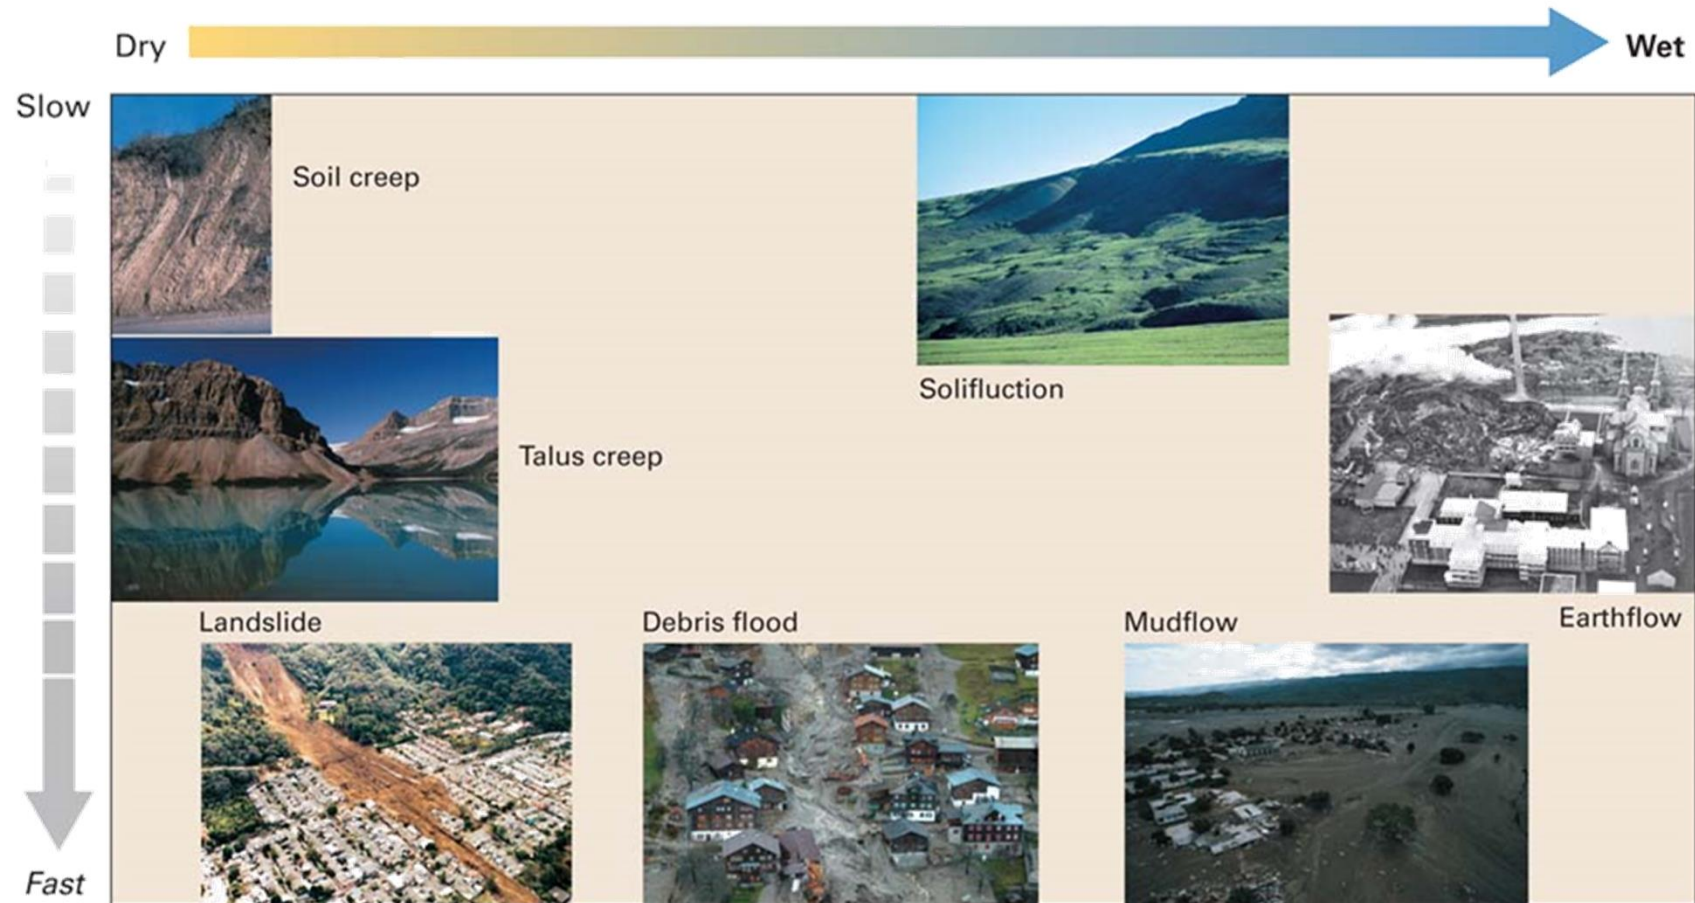 Dry
Wet
Slow
Soil creep
Solifluction
Talus creep
Landslide
Debris flood
Mudflow
Earthflow
Fast